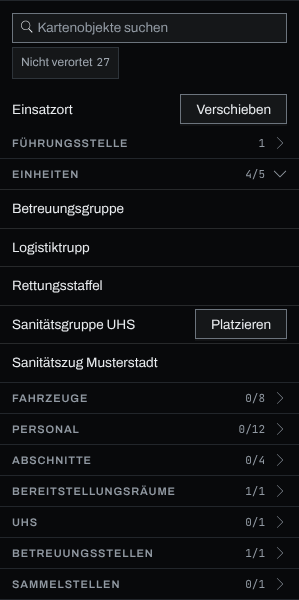 Kartenobjekte suchen
Nicht verortet 27
Einsatzort Verschieben
FÜHRUNGSSTELLE 1
EINHEITEN 4/5
Betreuungsgruppe
Logistiktrupp
Rettungsstaffel
Sanitätsgruppe UHS Platzieren
Sanitätszug Musterstadt
FAHRZEUGE 0/8
PERSONAL 0/12
ABSCHNITTE 0/4
BEREITSTELLUNGSRÄUME 1/1
UHS 0/1
BETREUUNGSSTELLEN 1/1
SAMMELSTELLEN 0/1